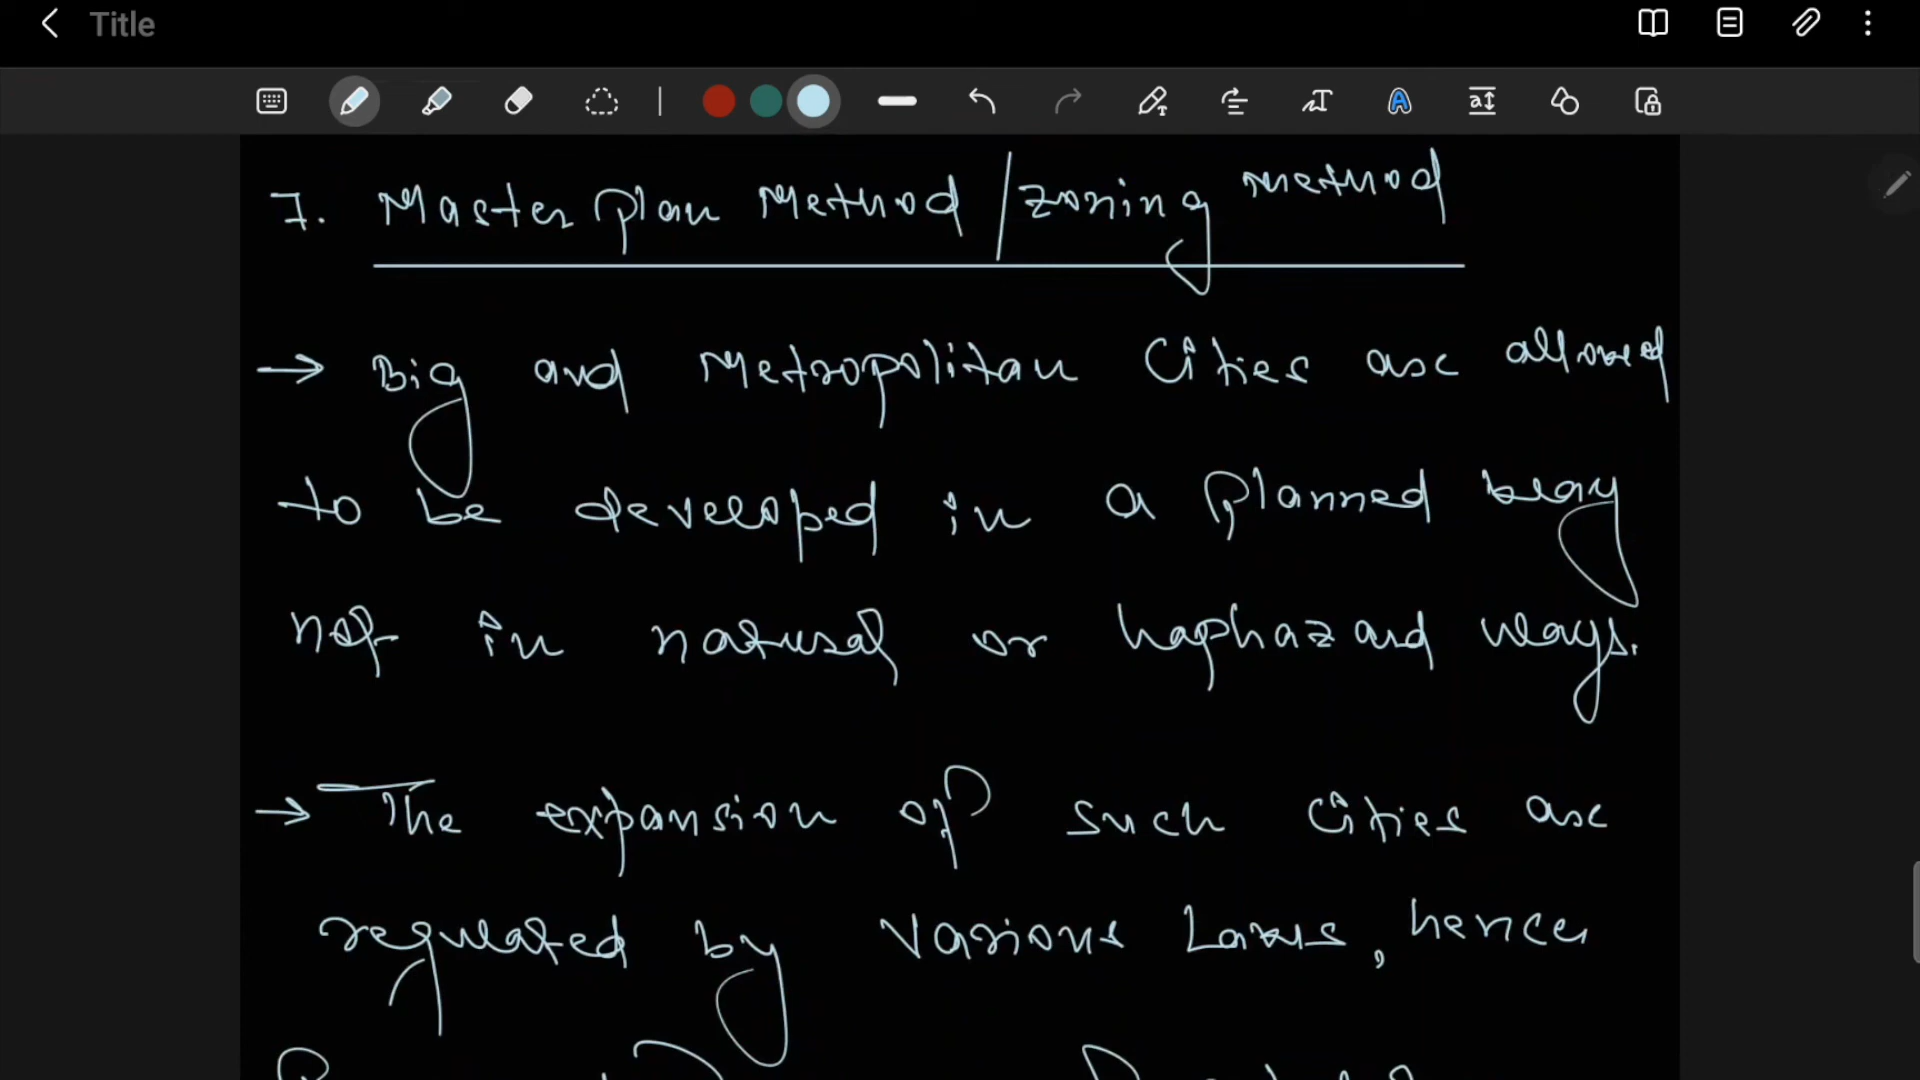 Title
7. Master Plan Method / Zoning Method
→ Big and Metropolitan Cities are allowed
to be developed in a planned way
not in natural or haphazard ways.
→ The expansion of such cities are
regulated by various Laws, hence